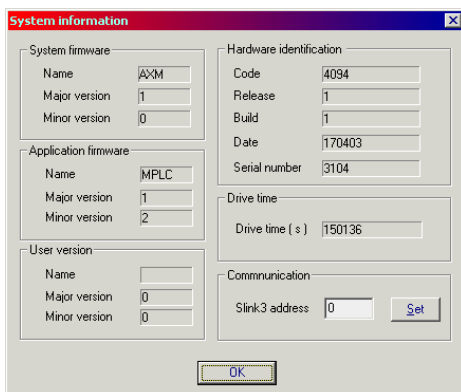 System information
System firmware
Name AXM
Major version 1
Minor version 0
Application firmware
Name MPLC
Major version 1
Minor version 2
User version
Name
Major version 0
Minor version 0
Hardware identification
Code 4094
Release 1
Build 1
Date 170403
Serial number 3104
Drive time
Drive time ( s ) 150136
Commnunication
Slink3 address 0 Set
OK